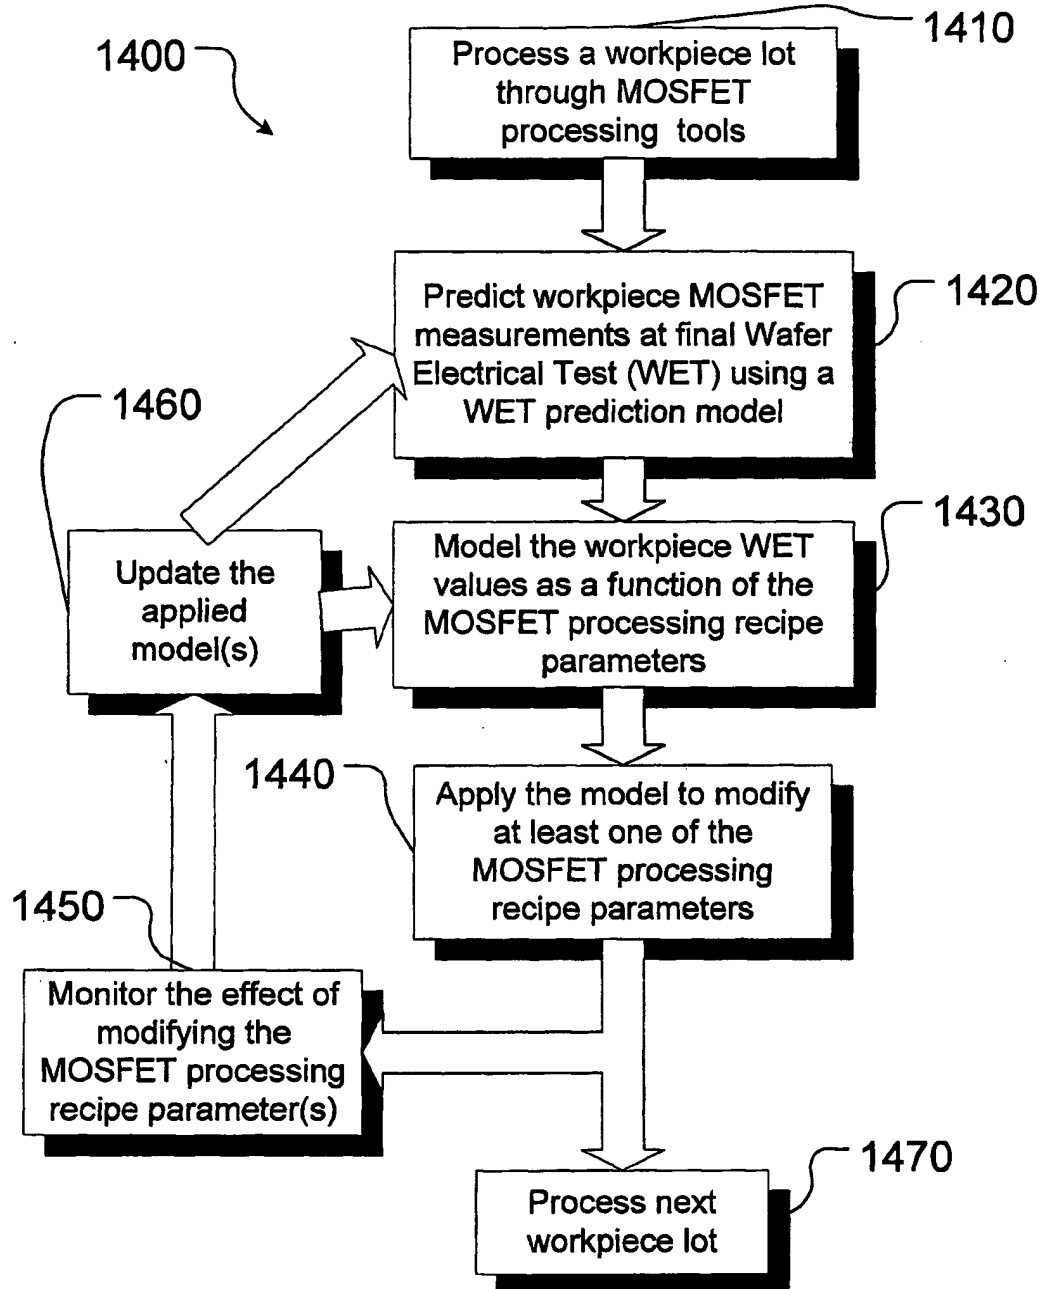 1400
1410
Process a workpiece lot
through MOSFET
processing tools
1420
Predict workpiece MOSFET
measurements at final Wafer
Electrical Test (WET) using a
WET prediction model
1460
Update the
applied
model(s)
1430
Model the workpiece WET
values as a function of the
MOSFET processing recipe
parameters
1440
Apply the model to modify
at least one of the
MOSFET processing
recipe parameters
1450
Monitor the effect of
modifying the
MOSFET processing
recipe parameter(s)
1470
Process next
workpiece lot